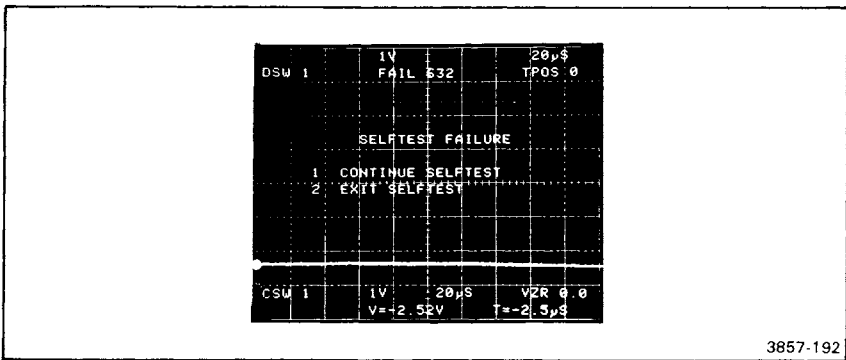 1V 20µS
DSW 1 FAIL 632 TPOS 0
SELFTEST FAILURE
1 CONTINUE SELFTEST
2 EXIT SELFTEST
CSW 1 1V 20µS VZR 0.0
V=-2.52V T=-2.5µS
3857-192